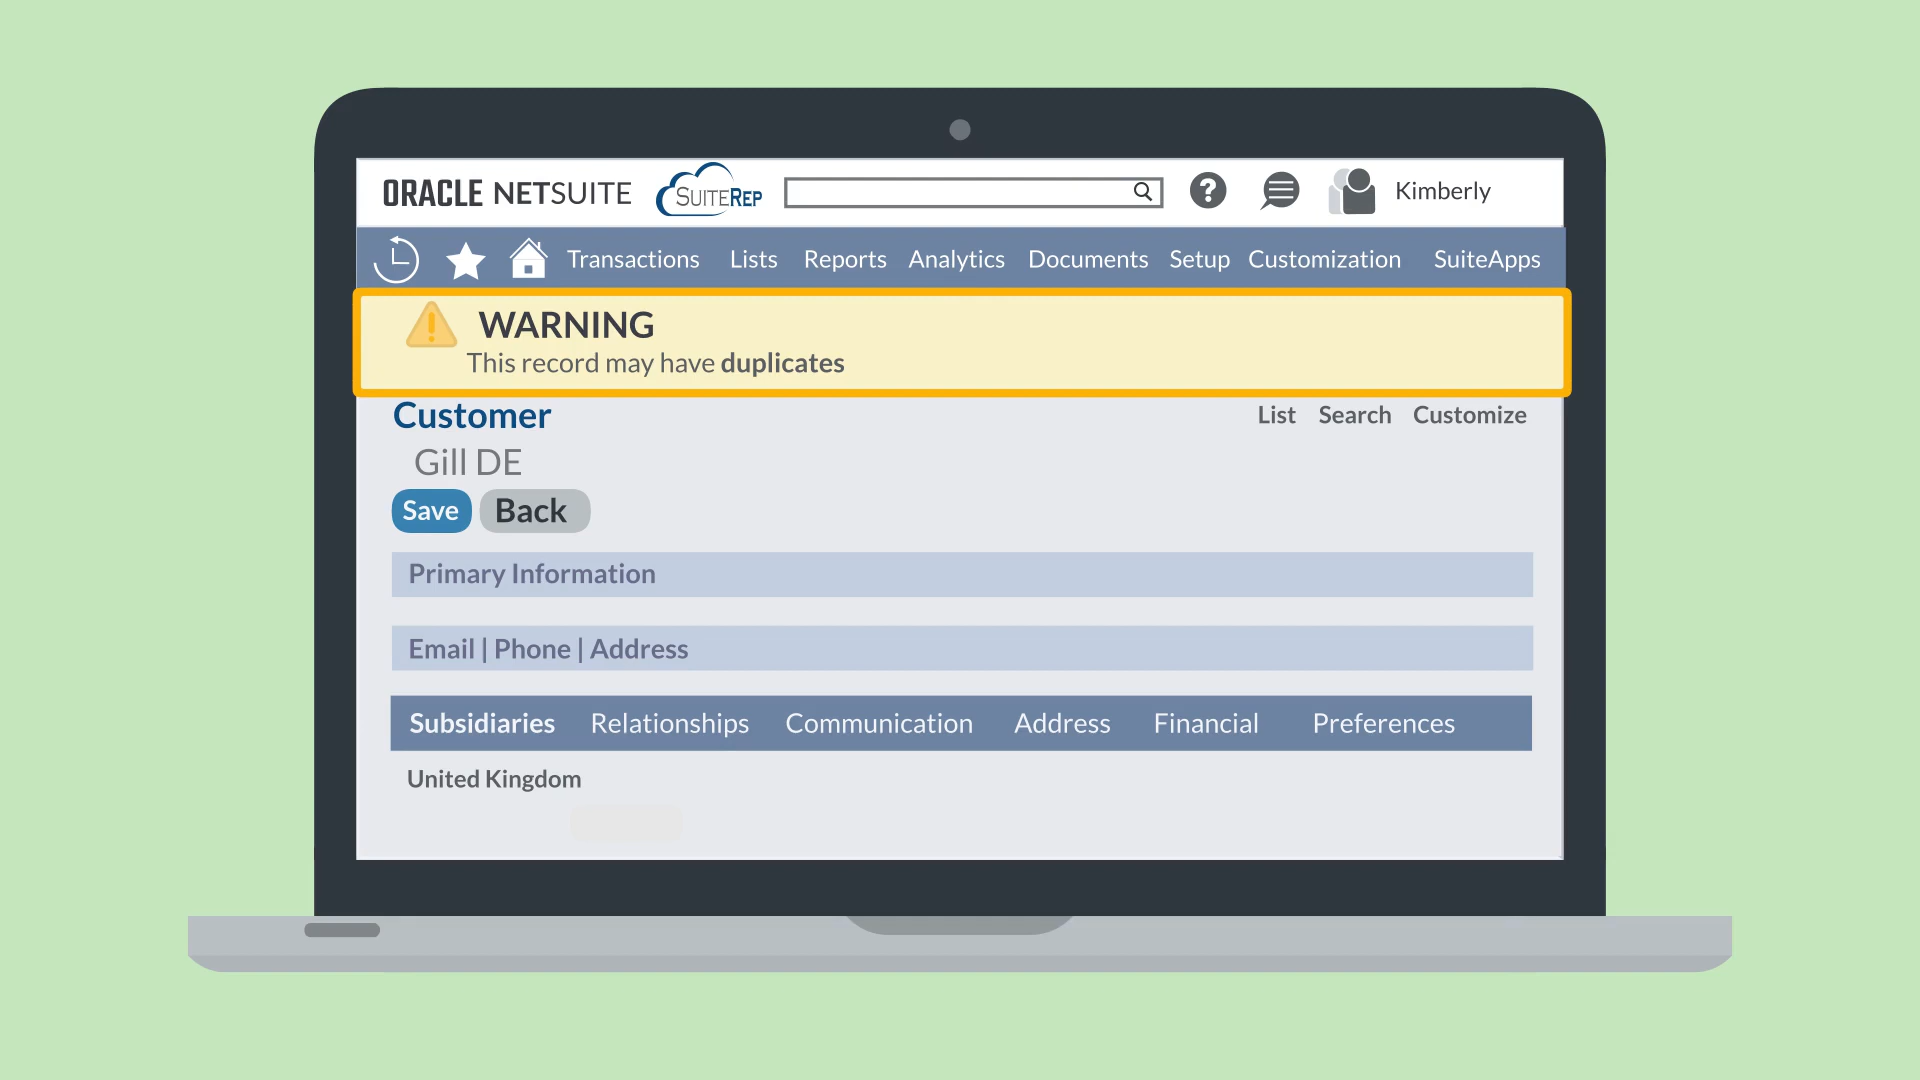 ORACLE NETSUITE SUITEREP Kimberly
Transactions Lists Reports Analytics Documents Setup Customization SuiteApps
WARNING
This record may have duplicates
Customer List Search Customize
Gill DE
Save Back
Primary Information
Email | Phone | Address
Subsidiaries Relationships Communication Address Financial Preferences
United Kingdom